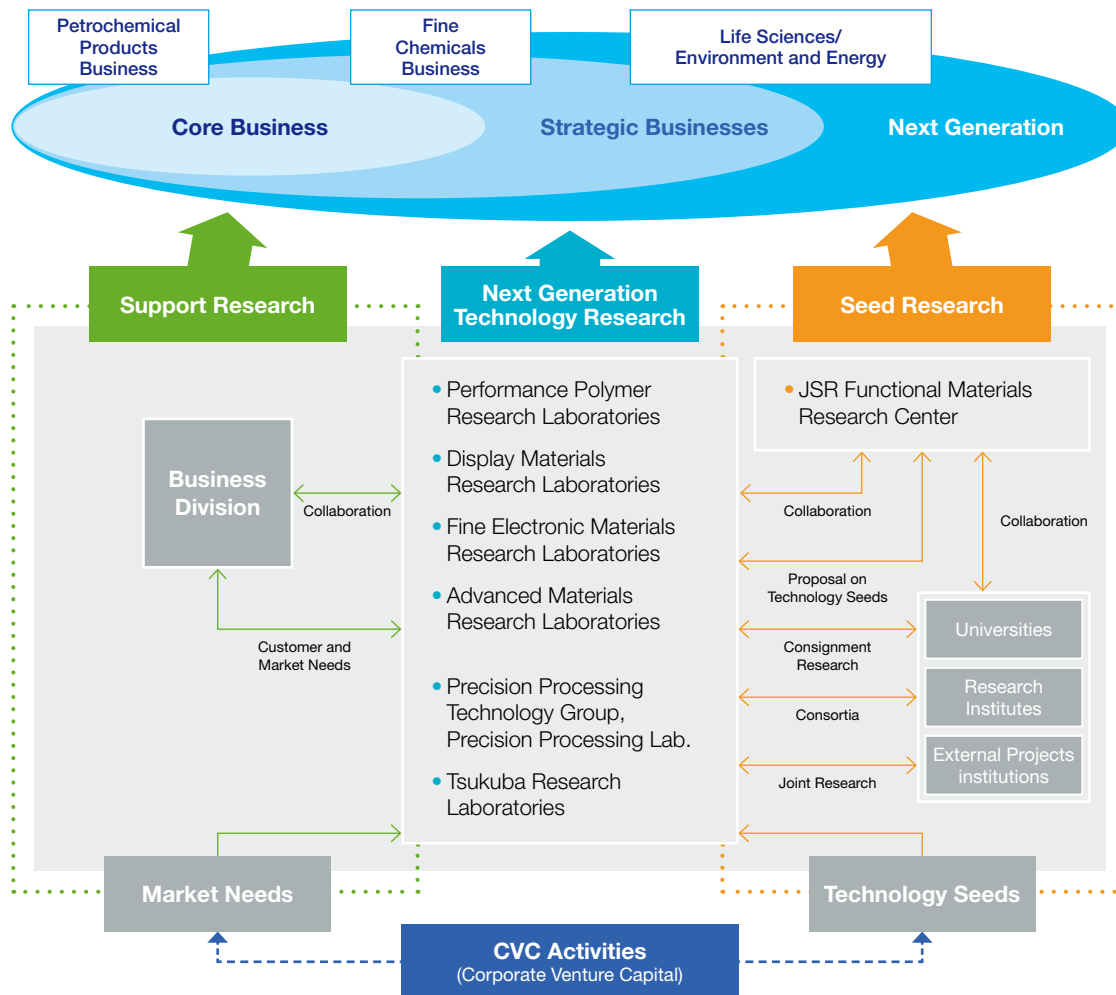 Petrochemical
Products
Business
Fine
Chemicals
Business
Life Sciences/
Environment and Energy
Core Business
Strategic Businesses
Next Generation
Support Research
Next Generation
Technology Research
Seed Research
• Performance Polymer
Research Laboratories
• Display Materials
Research Laboratories
• Fine Electronic Materials
Research Laboratories
• Advanced Materials
Research Laboratories
• Precision Processing
Technology Group,
Precision Processing Lab.
• Tsukuba Research
Laboratories
• JSR Functional Materials
Research Center
Business
Division
Collaboration
Customer and
Market Needs
Collaboration
Collaboration
Proposal on
Technology Seeds
Consignment
Research
Consortia
Joint Research
Universities
Research
Institutes
External Projects
institutions
Market Needs
Technology Seeds
CVC Activities
(Corporate Venture Capital)